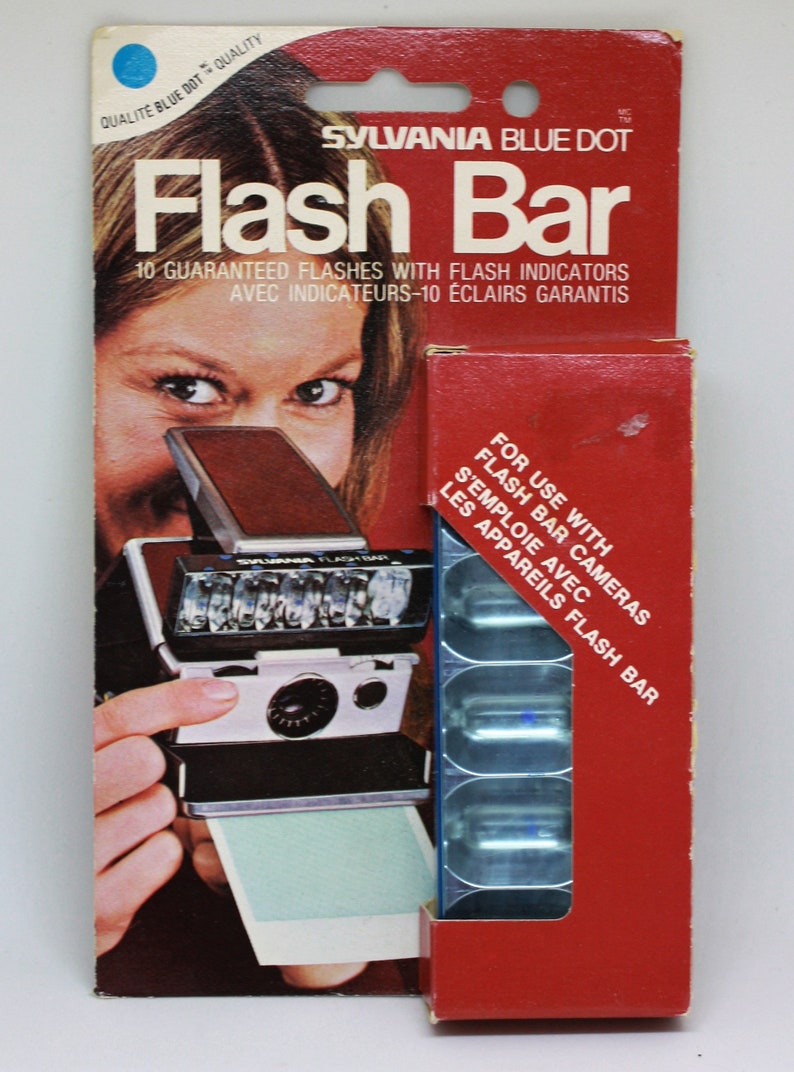 QUALITÉ BLUE DOT MC TM QUALITY
MC
TM
SYLVANIA BLUE DOT
Flash Bar
10 GUARANTEED FLASHES WITH FLASH INDICATORS
AVEC INDICATEURS-10 ÉCLAIRS GARANTIS
FOR USE WITH
FLASH BAR CAMERAS
S'EMPLOIE AVEC
LES APPAREILS FLASH BAR
SYLVANIA FLASH BAR